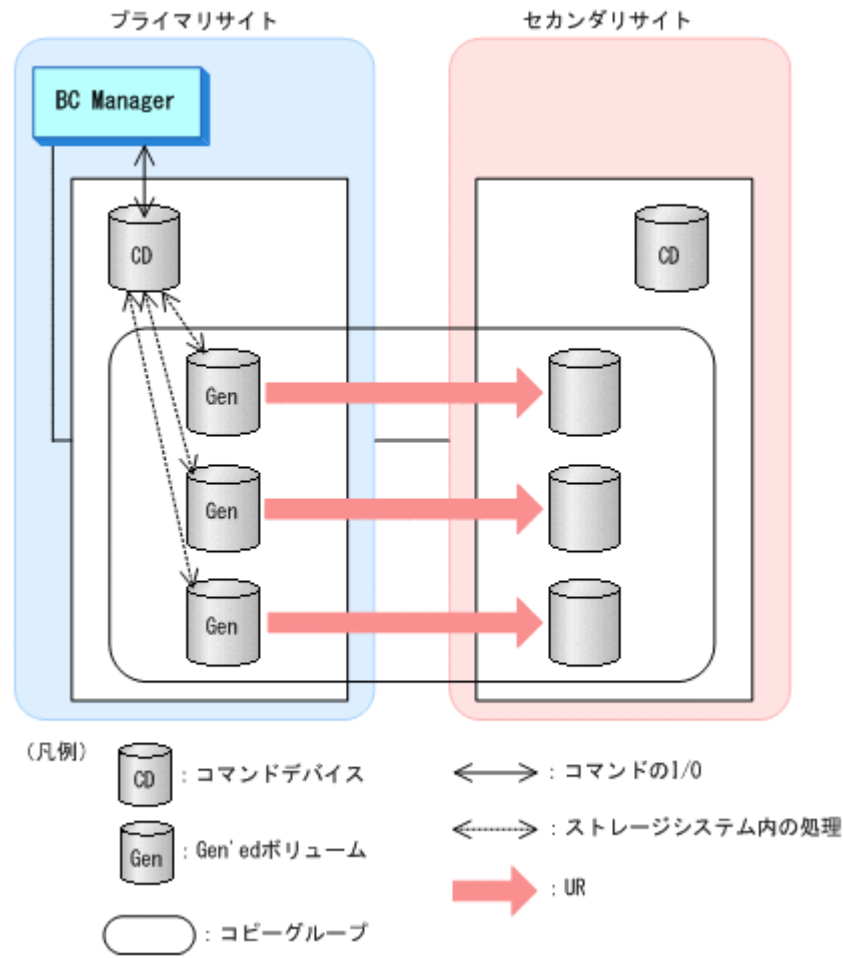 プライマリサイト
セカンダリサイト
BC Manager
CD
CD
Gen
Gen
Gen
(凡例)
CD
：コマンドデバイス
Gen
：Gen'edボリューム
：コピーグループ
：コマンドのI/O
：ストレージシステム内の処理
：UR